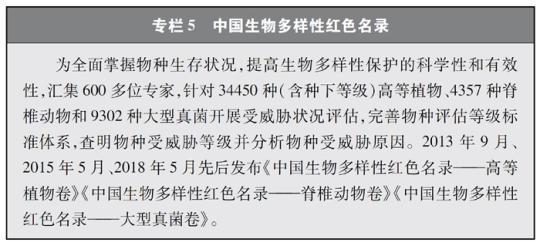 专栏5 中国生物多样性红色名录
为全面掌握物种生存状况,提高生物多样性保护的科学性和有效
性,汇集600多位专家,针对34450种(含种下等级)高等植物、4357种脊
椎动物和9302种大型真菌开展受威胁状况评估,完善物种评估等级标
准体系,查明物种受威胁等级并分析物种受威胁原因。2013年9月、
2015年5月、2018年5月先后发布《中国生物多样性红色名录——高等
植物卷》《中国生物多样性红色名录——脊椎动物卷》《中国生物多样性
红色名录——大型真菌卷》。